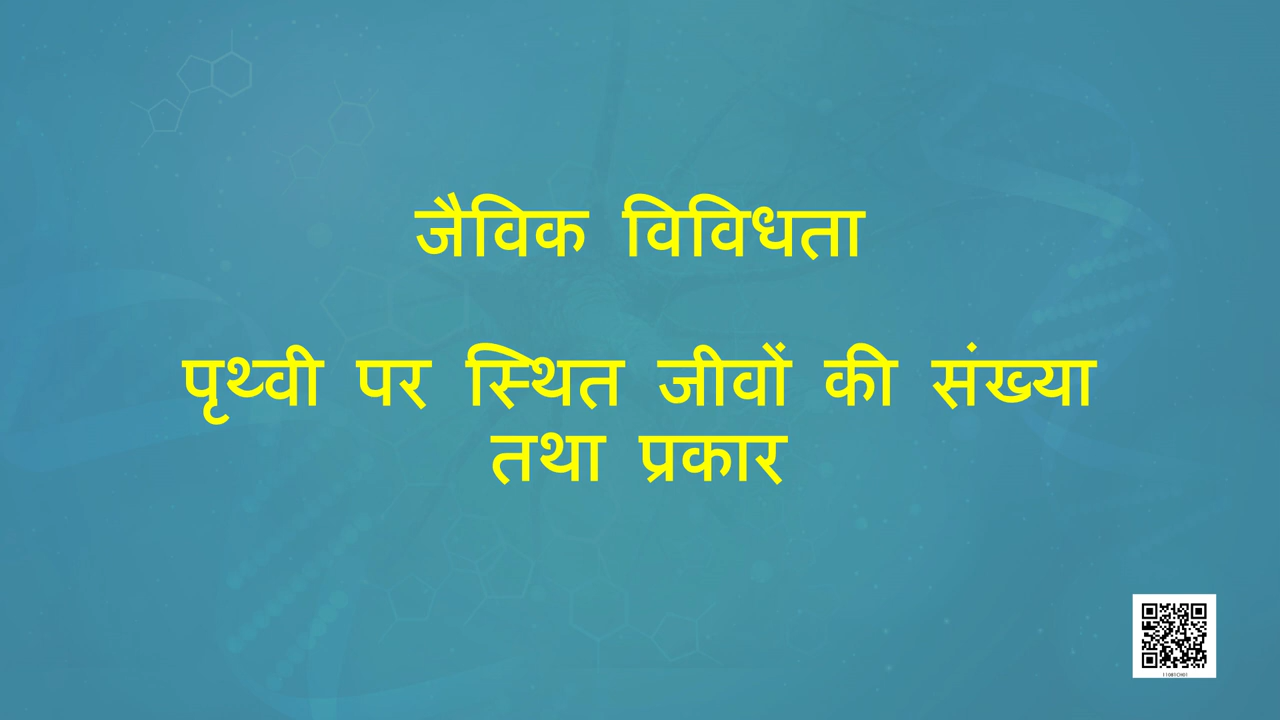 जैविक विविधता
पृथ्वी पर स्थित जीवों की संख्या
तथा प्रकार